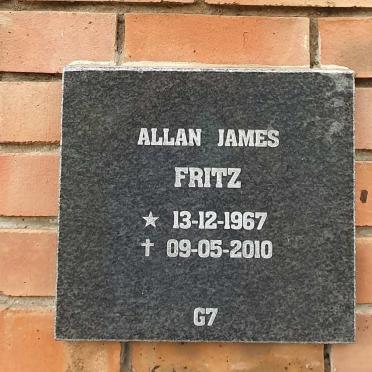 ALLAN JAMES
FRITZ
★ 13-12-1967
✝ 09-05-2010
G7